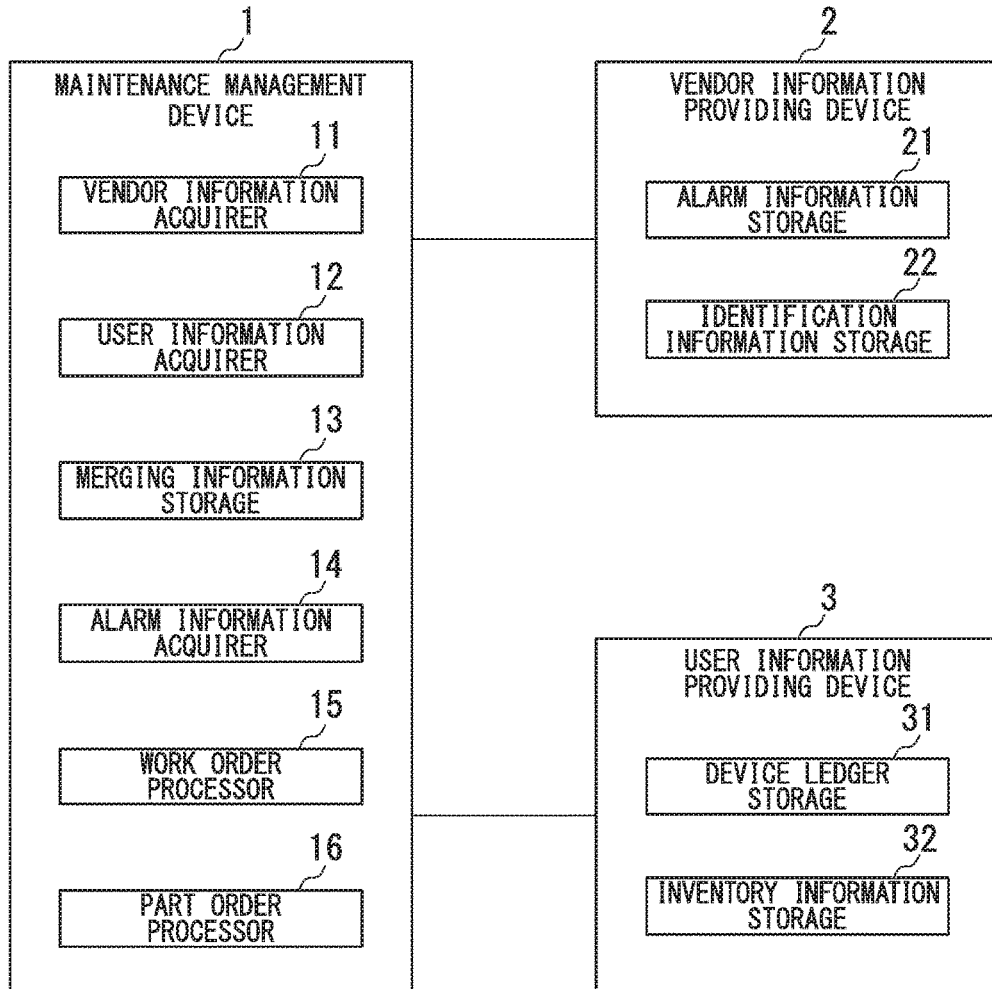 1
MAINTENANCE MANAGEMENT
DEVICE
11
VENDOR INFORMATION
ACQUIRER
12
USER INFORMATION
ACQUIRER
13
MERGING INFORMATION
STORAGE
14
ALARM INFORMATION
ACQUIRER
15
WORK ORDER
PROCESSOR
16
PART ORDER
PROCESSOR
2
VENDOR INFORMATION
PROVIDING DEVICE
21
ALARM INFORMATION
STORAGE
22
IDENTIFICATION
INFORMATION STORAGE
3
USER INFORMATION
PROVIDING DEVICE
31
DEVICE LEDGER
STORAGE
32
INVENTORY INFORMATION
STORAGE